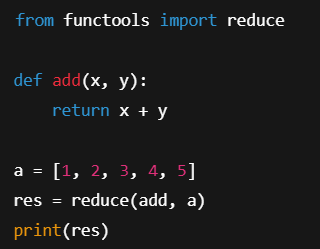 from functools import reduce

def add(x, y):
    return x + y

a = [1, 2, 3, 4, 5]
res = reduce(add, a)
print(res)